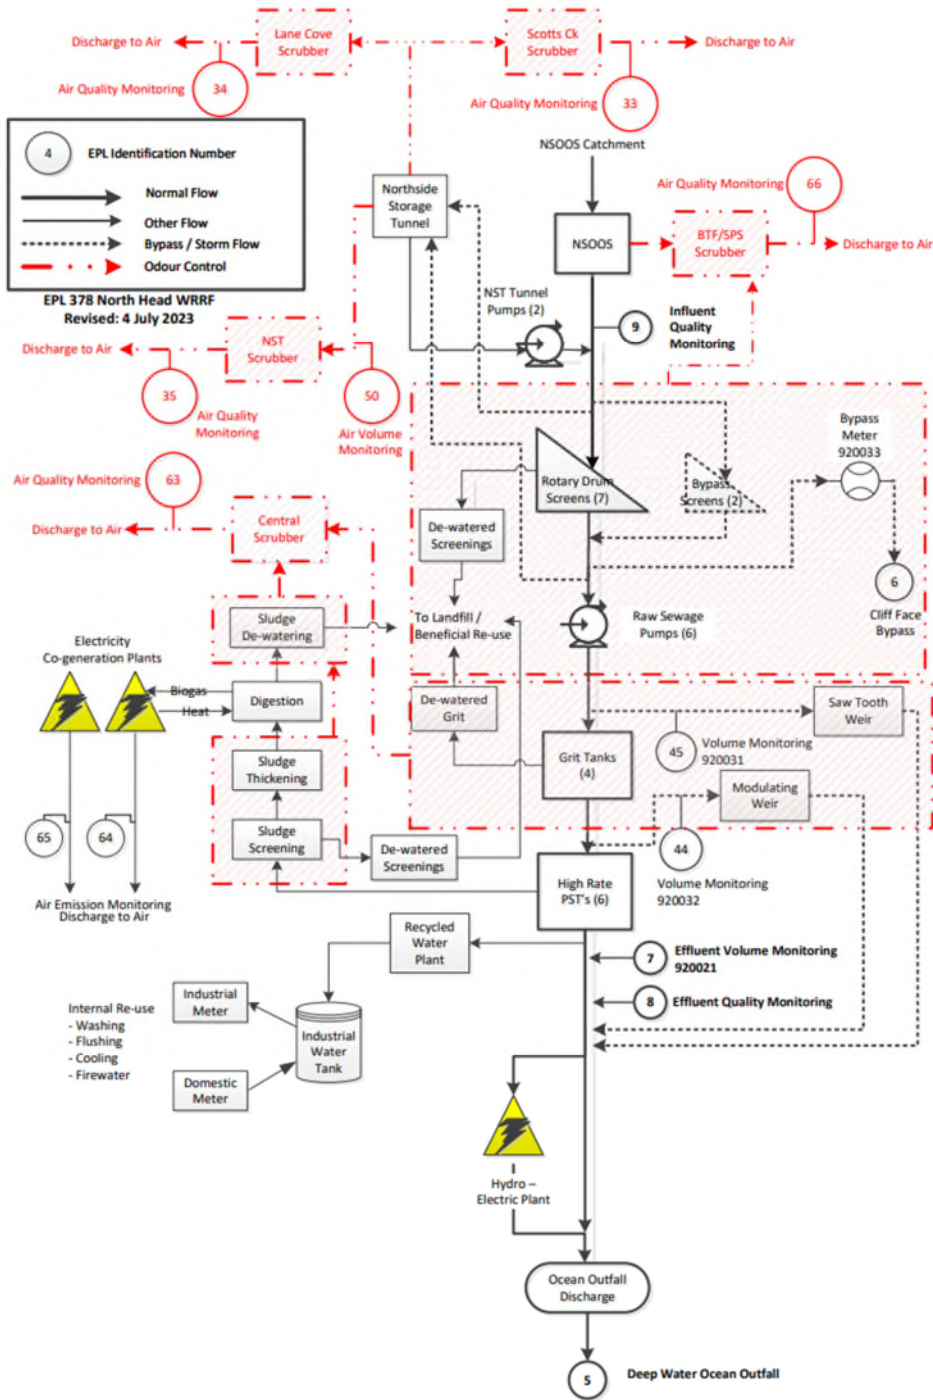 Discharge to Air
Lane Cove
Scrubber
Scotts Ck
Scrubber
Discharge to Air
Air Quality Monitoring
34
Air Quality Monitoring
33
4
EPL Identification Number
Normal Flow
Other Flow
Bypass / Storm Flow
Odour Control
EPL 378 North Head WRRF
Revised: 4 July 2023
NSOOS Catchment
Northside
Storage
Tunnel
Air Quality Monitoring
66
NSOOS
BTF/SPS
Scrubber
Discharge to Air
NST Tunnel
Pumps (2)
9
Influent
Quality
Monitoring
Discharge to Air
NST
Scrubber
35
Air Quality
Monitoring
50
Air Volume
Monitoring
Bypass
Meter
920033
Air Quality Monitoring
63
Rotary Drum
Screens (7)
Bypass
Screens (2)
Discharge to Air
Central
Scrubber
De-watered
Screenings
6
Cliff Face
Bypass
Sludge
De-watering
To Landfill /
Beneficial Re-use
Raw Sewage
Pumps (6)
Electricity
Co-generation Plants
Biogas
Heat
Digestion
De-watered
Grit
Saw Tooth
Weir
45
Volume Monitoring
920031
Sludge
Thickening
Grit Tanks
(4)
Modulating
Weir
65
64
Sludge
Screening
De-watered
Screenings
44
Volume Monitoring
920032
High Rate
PST's (6)
Air Emission Monitoring
Discharge to Air
Recycled
Water
Plant
7
Effluent Volume Monitoring
920021
8
Effluent Quality Monitoring
Internal Re-use
- Washing
- Flushing
- Cooling
- Firewater
Industrial
Meter
Industrial
Water
Tank
Domestic
Meter
Hydro –
Electric Plant
Ocean Outfall
Discharge
5
Deep Water Ocean Outfall